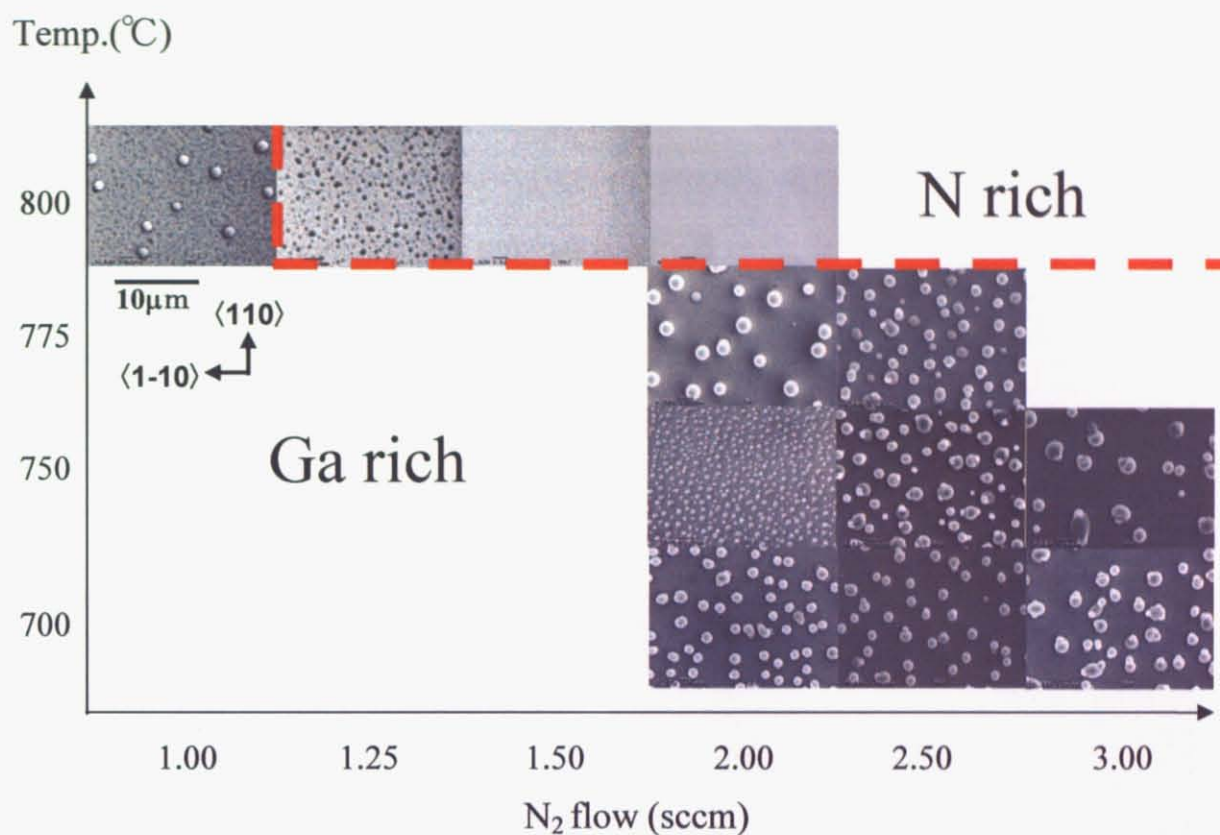 Temp.(℃)
800
N rich
10μm
⟨110⟩
775
⟨1-10⟩
Ga rich
750
700
1.00 1.25 1.50 2.00 2.50 3.00
N₂ flow (sccm)